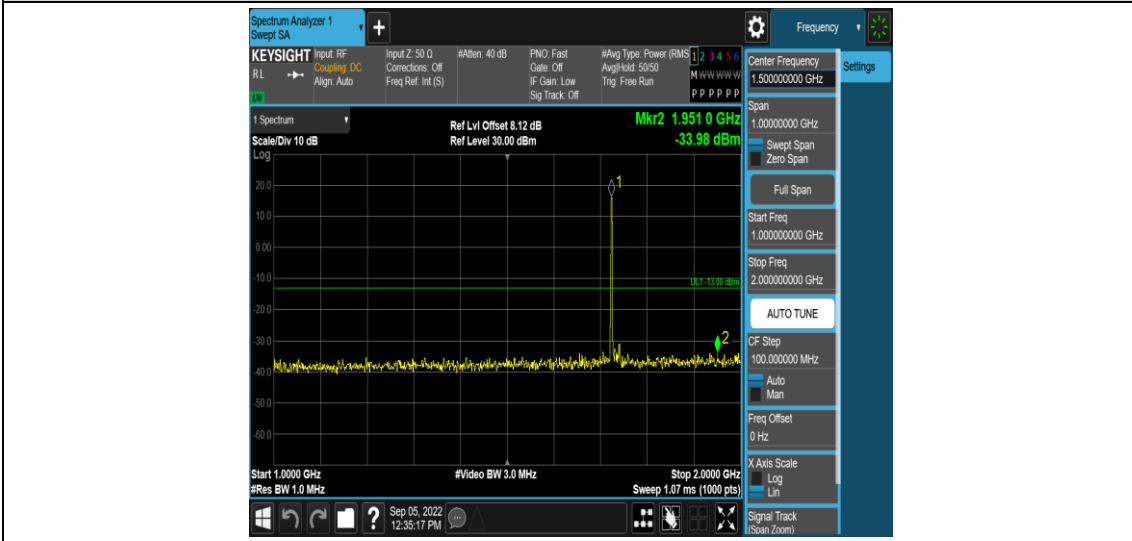 Spectrum Analyzer 1
Swept SA
+
Frequency
KEYSIGHT
RL
Input: RF
Coupling: DC
Align: Auto
Input Z: 50 Ω
Corrections: Off
Freq Ref: Int (S)
#Atten: 40 dB
PNO: Fast
Gate: Off
IF Gain: Low
Sig Track: Off
#Avg Type: Power (RMS
Avg|Hold: 50/50
Trig: Free Run
1 2 3 4 5 6
M W W W W W
P P P P P P
1 Spectrum
Scale/Div 10 dB
Log
Ref Lvl Offset 8.12 dB
Ref Level 30.00 dBm
Mkr2 1.951 0 GHz
-33.98 dBm
20.0
10.0
0.00
-10.0
-20.0
-30.0
-40.0
-50.0
-60.0
1
DL1 -13.00 dBm
2
Start 1.0000 GHz
#Res BW 1.0 MHz
#Video BW 3.0 MHz
Stop 2.0000 GHz
Sweep 1.07 ms (1000 pts)
?
Sep 05, 2022
12:35:17 PM
Center Frequency
1.500000000 GHz
Settings
Span
1.00000000 GHz
Swept Span
Zero Span
Full Span
Start Freq
1.000000000 GHz
Stop Freq
2.000000000 GHz
AUTO TUNE
CF Step
100.000000 MHz
Auto
Man
Freq Offset
0 Hz
X Axis Scale
Log
Lin
Signal Track
(Span Zoom)